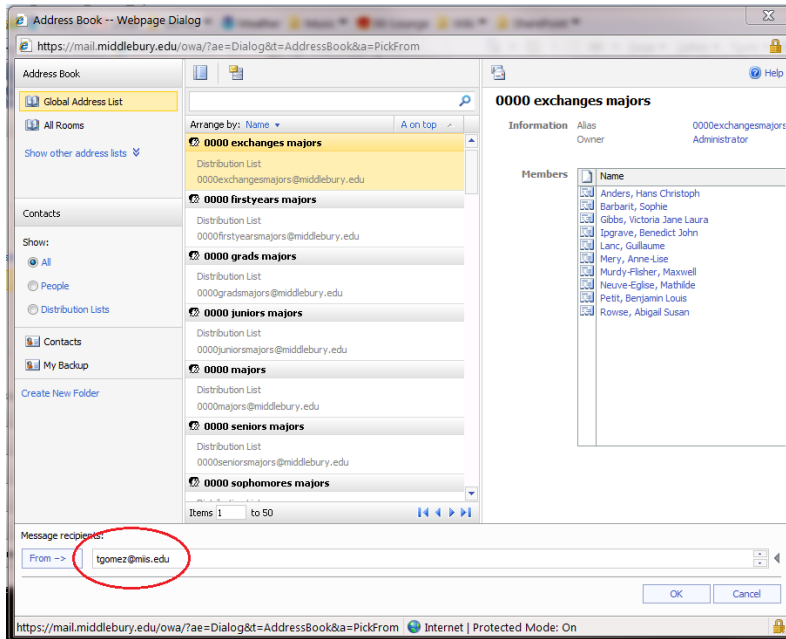 Address Book -- Webpage Dialog
https://mail.middlebury.edu/owa/?ae=Dialog&t=AddressBook&a=PickFrom
Address Book
Help
Global Address List
All Rooms
Show other address lists
Contacts
Show:
All
People
Distribution Lists
Contacts
My Backup
Create New Folder
Arrange by: Name
A on top
0000 exchanges majors
Distribution List
0000exchangesmajors@middlebury.edu
0000 firstyears majors
Distribution List
0000firstyearsmajors@middlebury.edu
0000 grads majors
Distribution List
0000gradsmajors@middlebury.edu
0000 juniors majors
Distribution List
0000juniorsmajors@middlebury.edu
0000 majors
Distribution List
0000majors@middlebury.edu
0000 seniors majors
Distribution List
0000seniorsmajors@middlebury.edu
0000 sophomores majors
Items 1 to 50
0000 exchanges majors
Information Alias 0000exchangesmajors
Owner Administrator
Members Name
Anders, Hans Christoph
Barbarit, Sophie
Gibbs, Victoria Jane Laura
Ipgrave, Benedict John
Lanc, Guillaume
Mery, Anne-Lise
Murdy-Flisher, Maxwell
Neuve-Eglise, Mathilde
Petit, Benjamin Louis
Rowse, Abigail Susan
Message recipients:
From -> tgomez@miis.edu
OK Cancel
https://mail.middlebury.edu/owa/?ae=Dialog&t=AddressBook&a=PickFrom Internet | Protected Mode: On